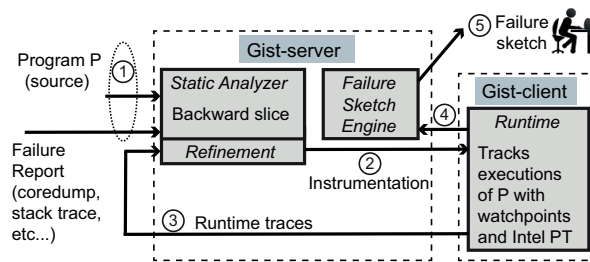 Gist-server
Program P
(source)
1
Static Analyzer
Backward slice
Refinement
Failure
Sketch
Engine
5 Failure
sketch
Gist-client
4
Runtime
Tracks
executions
of P with
watchpoints
and Intel PT
2
Instrumentation
Failure
Report
(coredump,
stack trace,
etc...)
3 Runtime traces